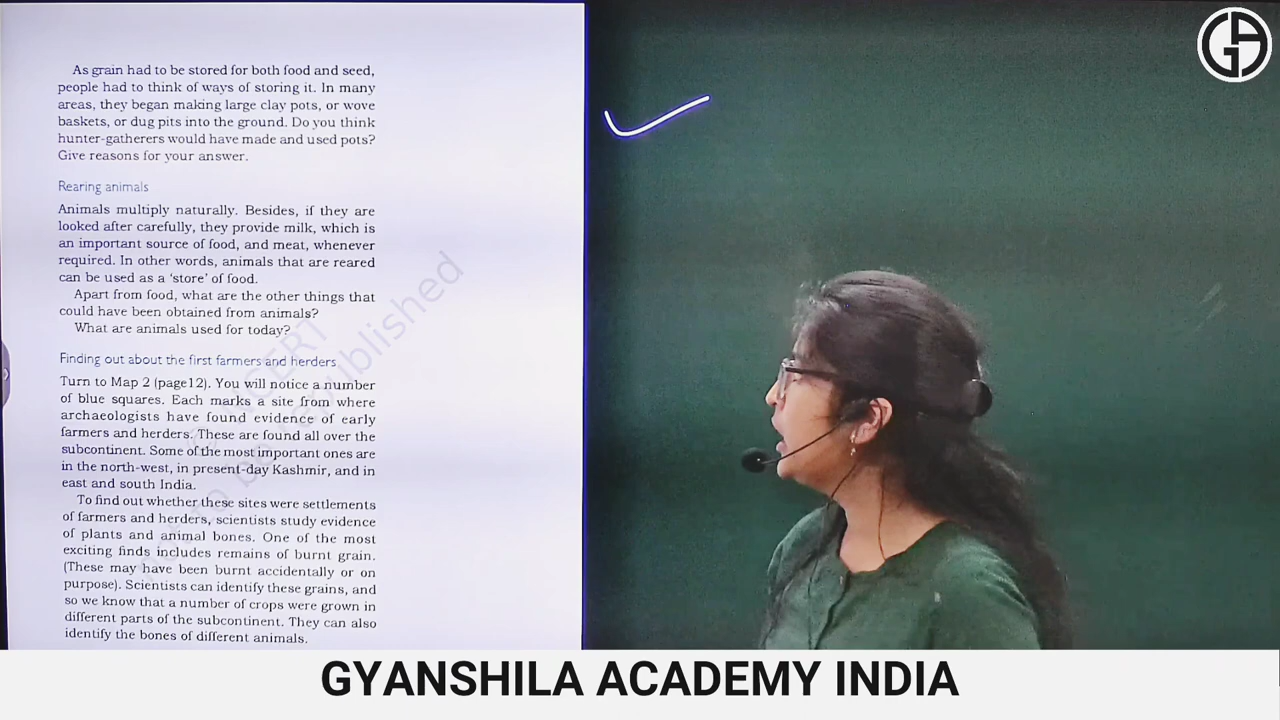 As grain had to be stored for both food and seed,
people had to think of ways of storing it. In many
areas, they began making large clay pots, or wove
baskets, or dug pits into the ground. Do you think
hunter-gatherers would have made and used pots?
Give reasons for your answer.
Rearing animals
Animals multiply naturally. Besides, if they are
looked after carefully, they provide milk, which is
an important source of food, and meat, whenever
required. In other words, animals that are reared
can be used as a ‘store’ of food.
Apart from food, what are the other things that
could have been obtained from animals?
What are animals used for today?
Finding out about the first farmers and herders
Turn to Map 2 (page12). You will notice a number
of blue squares. Each marks a site from where
archaeologists have found evidence of early
farmers and herders. These are found all over the
subcontinent. Some of the most important ones are
in the north-west, in present-day Kashmir, and in
east and south India.
To find out whether these sites were settlements
of farmers and herders, scientists study evidence
of plants and animal bones. One of the most
exciting finds includes remains of burnt grain.
(These may have been burnt accidentally or on
purpose). Scientists can identify these grains, and
so we know that a number of crops were grown in
different parts of the subcontinent. They can also
identify the bones of different animals.
GYANSHILA ACADEMY INDIA